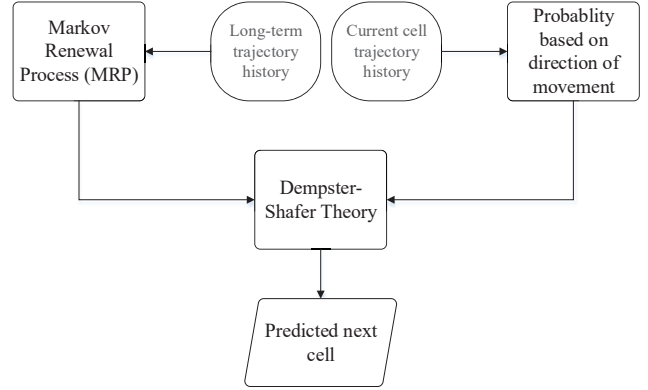 Markov
Renewal
Process (MRP)
Long-term
trajectory
history
Current cell
trajectory
history
Probablity
based on
direction of
movement
Dempster-
Shafer Theory
Predicted next
cell